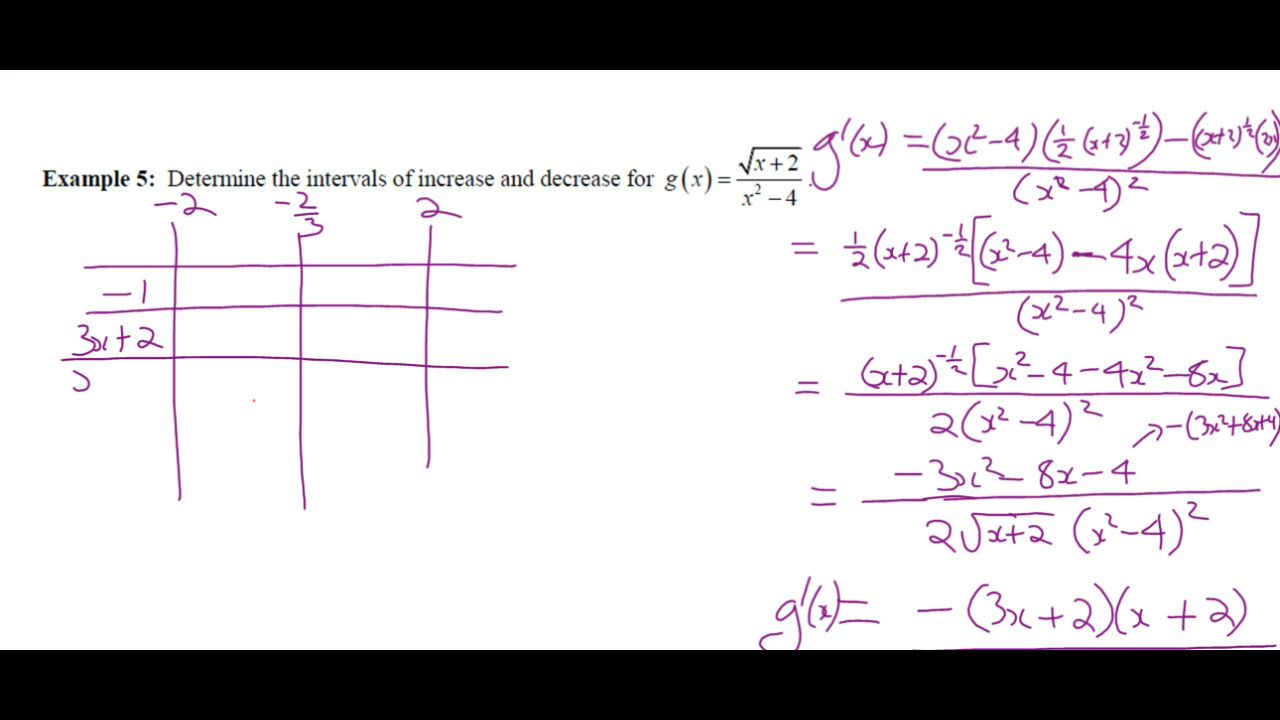 Example 5: Determine the intervals of increase and decrease for g(x) = √(x+2) / (x² − 4).
g'(x) = (x²−4)(½(x+2)^(−½)) − ((x+2)^½(2x)) / (x²−4)²
= ½(x+2)^(−½)[(x²−4) − 4x(x+2)] / (x²−4)²
= (x+2)^(−½)[x²−4−4x²−8x] / 2(x²−4)²
→ −(3x²+8x+4)
= −3x²−8x−4 / 2√(x+2) (x²−4)²
g'(x) = −(3x+2)(x+2)
−2 −2/3 2
−1
3x+2